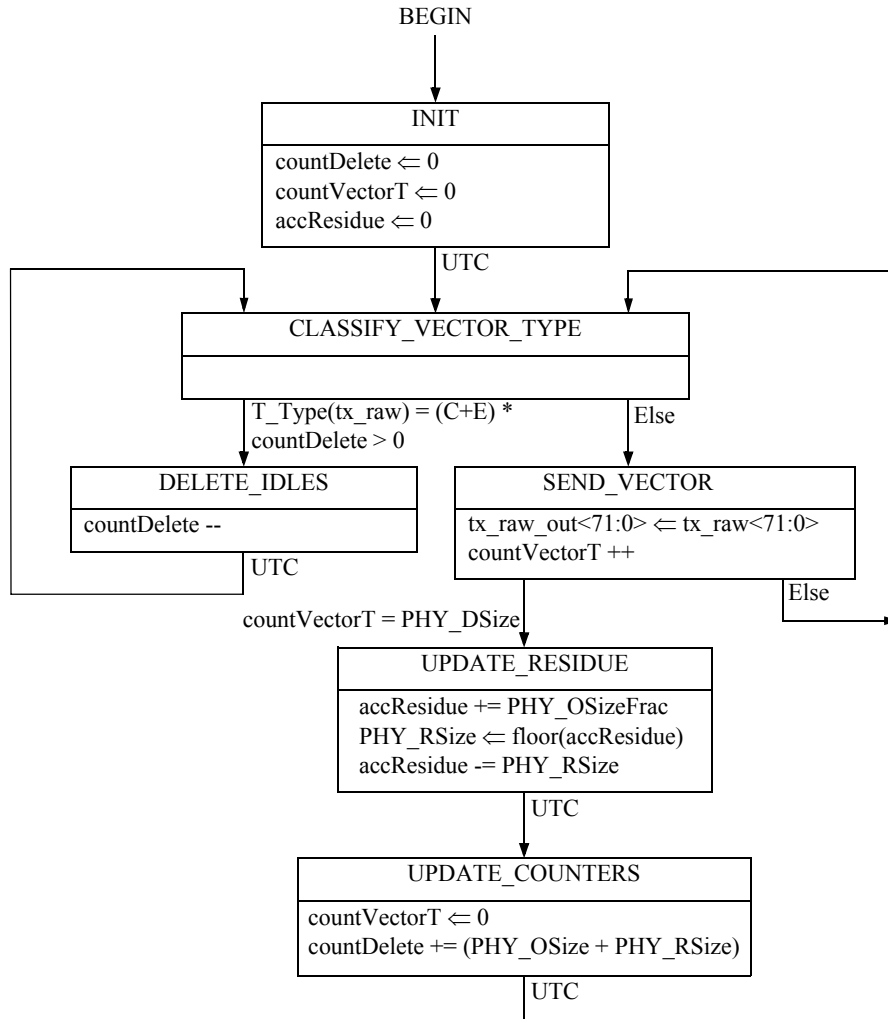 BEGIN
INIT
countDelete ⇐ 0
countVectorT ⇐ 0
accResidue ⇐ 0
UTC
CLASSIFY_VECTOR_TYPE
T_Type(tx_raw) = (C+E) *
countDelete > 0
Else
DELETE_IDLES
countDelete --
UTC
SEND_VECTOR
tx_raw_out<71:0> ⇐ tx_raw<71:0>
countVectorT ++
Else
countVectorT = PHY_DSize
UPDATE_RESIDUE
accResidue += PHY_OSizeFrac
PHY_RSize ⇐ floor(accResidue)
accResidue -= PHY_RSize
UTC
UPDATE_COUNTERS
countVectorT ⇐ 0
countDelete += (PHY_OSize + PHY_RSize)
UTC